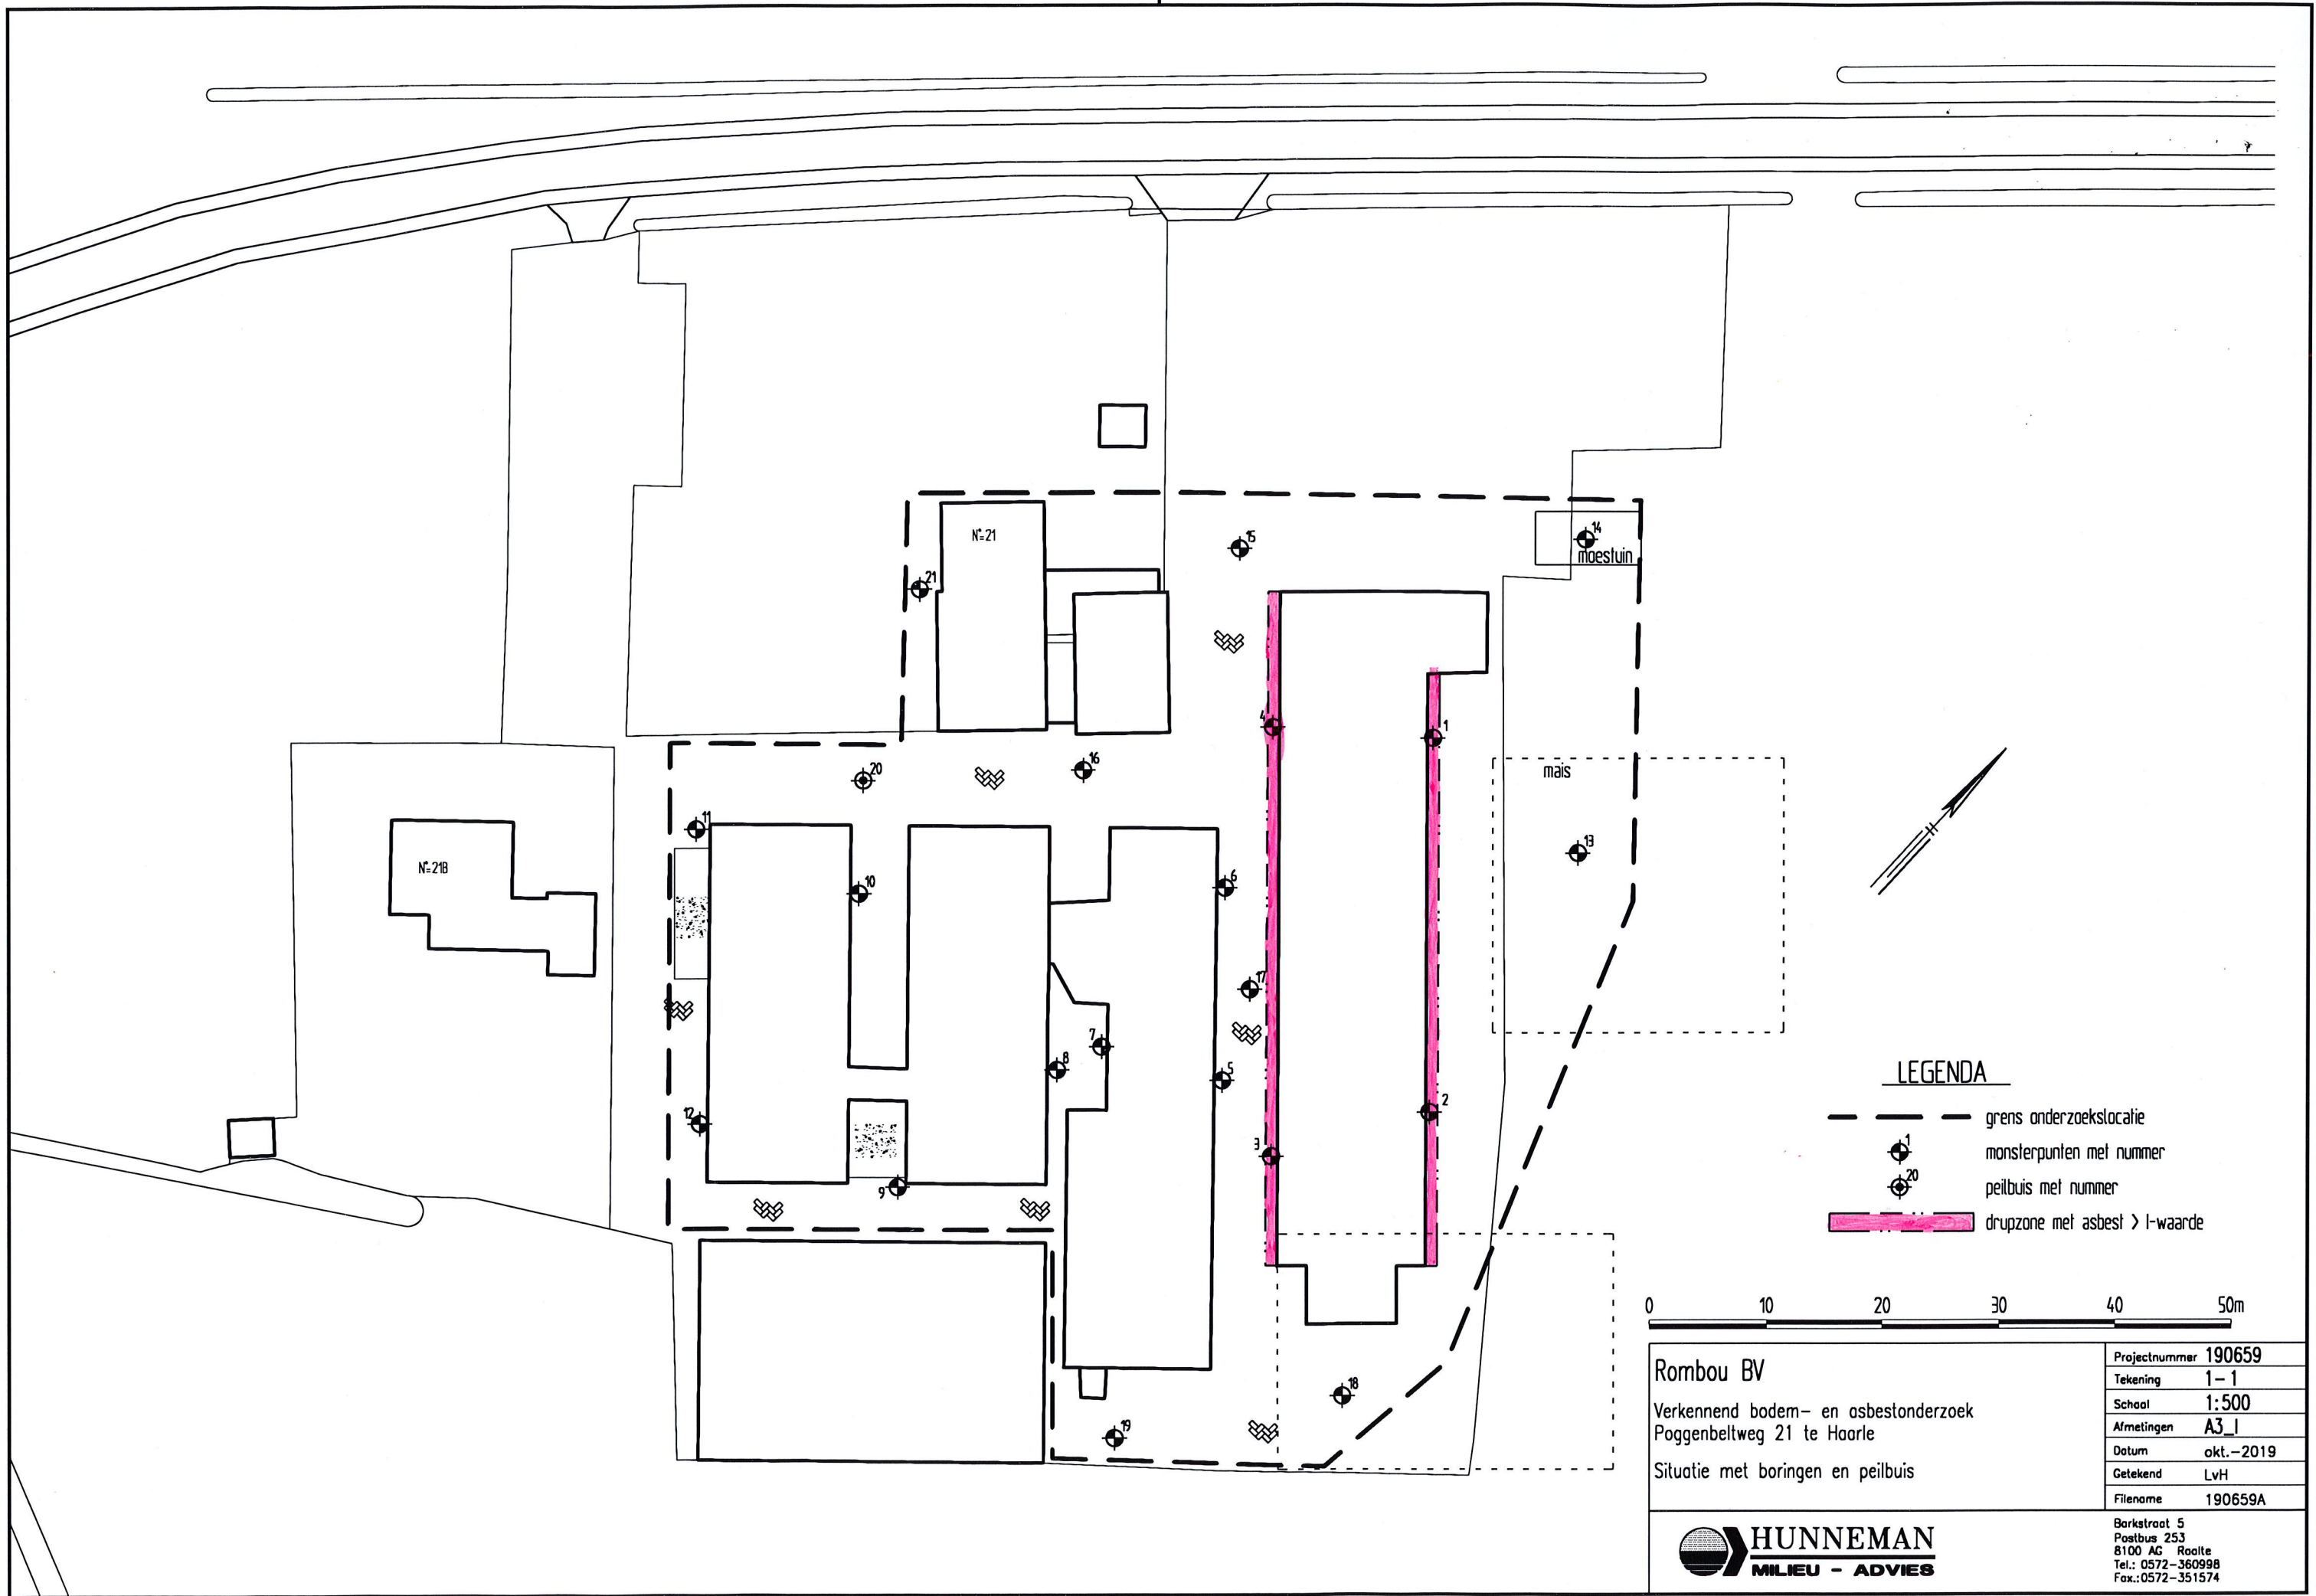 N°=21
15
14
moestuin
21
4
1
20
16
mais
11
13
N°=21B
10
6
17
7
8
5
12
2
3
9
18
19
LEGENDA
grens onderzoekslocatie
1
monsterpunten met nummer
20
peilbuis met nummer
drupzone met asbest > I-waarde
0 10 20 30 40 50m
Rombou BV
Verkennend bodem- en asbestonderzoek
Poggenbeltweg 21 te Haarle
Situatie met boringen en peilbuis
Projectnummer 190659
Tekening 1-1
Schaal 1:500
Afmetingen A3_l
Datum okt.-2019
Getekend LvH
Filename 190659A
HUNNEMAN
MILIEU - ADVIES
Barkstraat 5
Postbus 253
8100 AG Raalte
Tel.: 0572-360998
Fax.:0572-351574